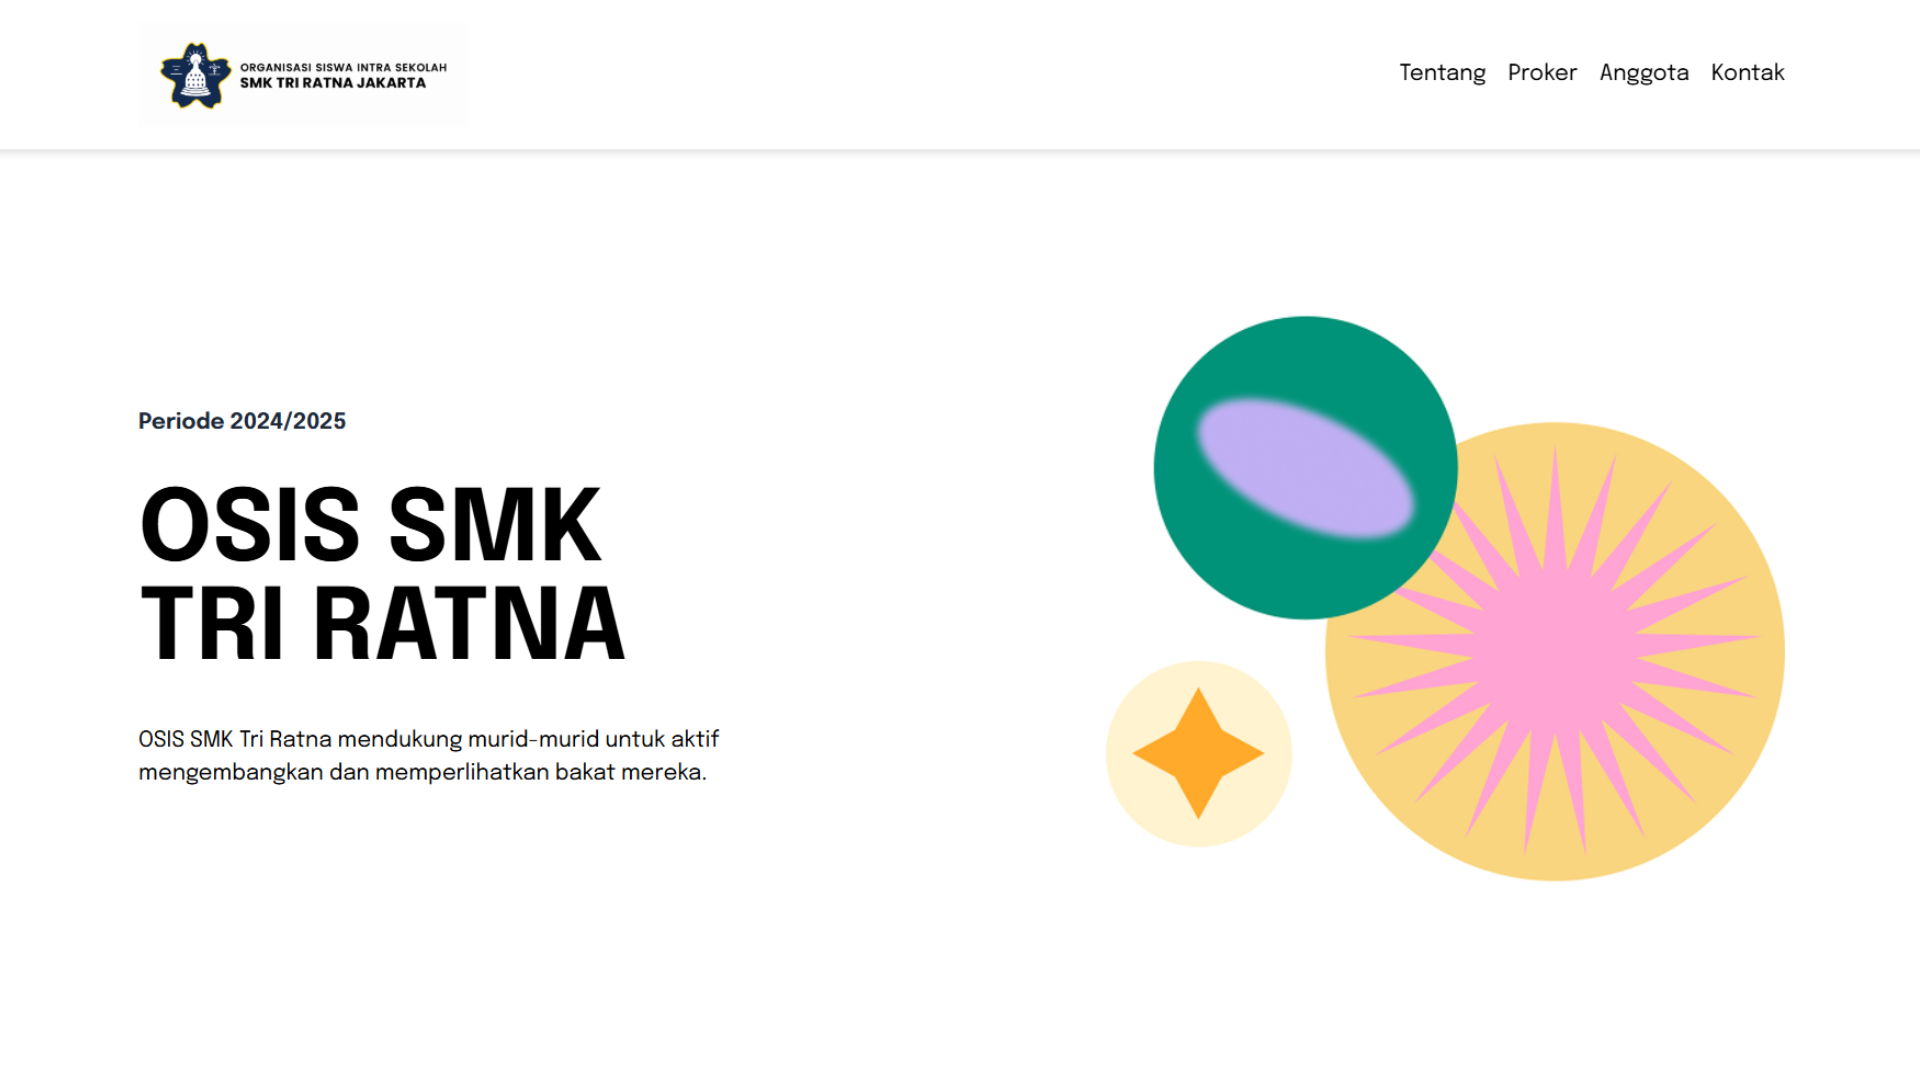 ORGANISASI SISWA INTRA SEKOLAH
SMK TRI RATNA JAKARTA
Tentang Proker Anggota Kontak
Periode 2024/2025
OSIS SMK
TRI RATNA
OSIS SMK Tri Ratna mendukung murid-murid untuk aktif
mengembangkan dan memperlihatkan bakat mereka.